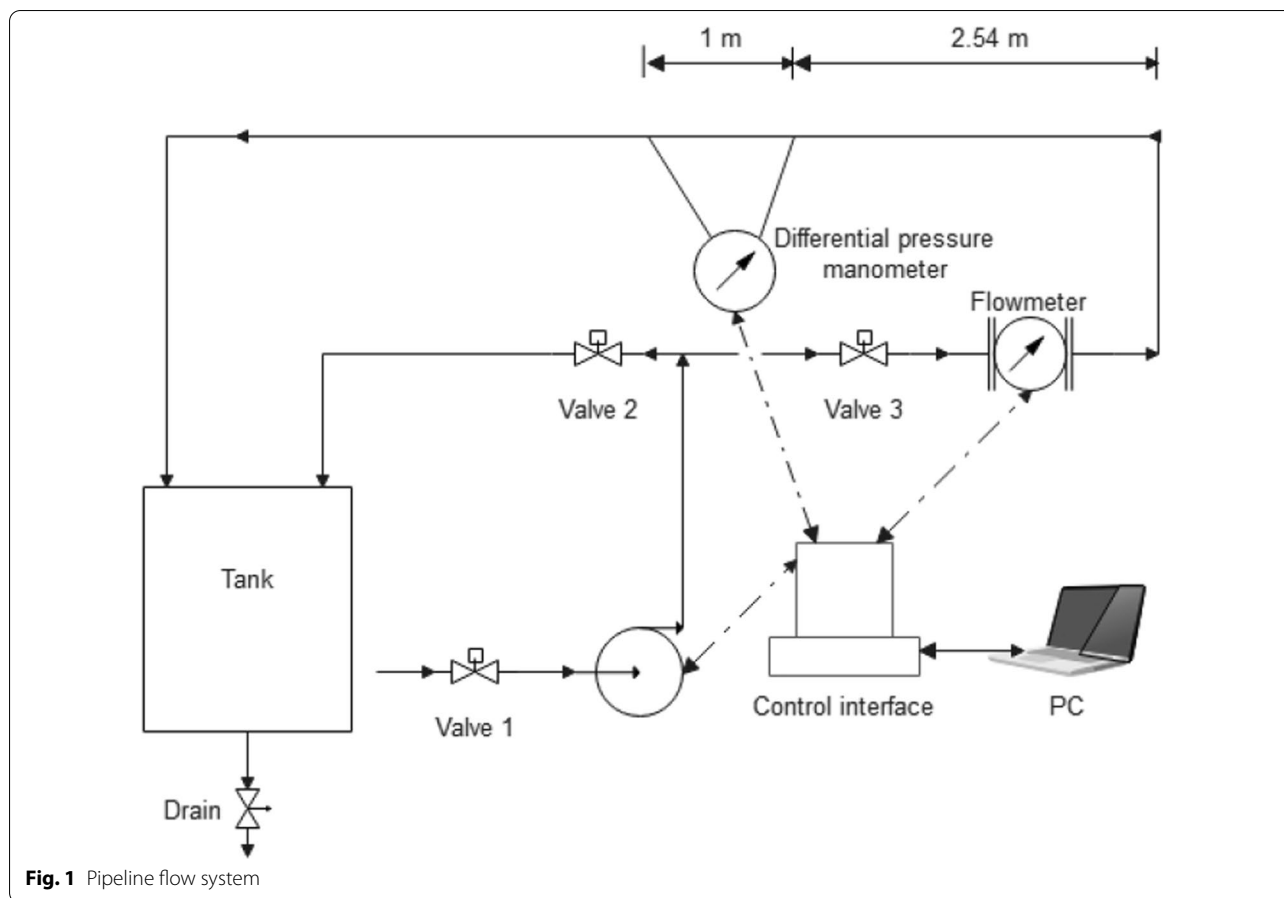 1 m
2.54 m
Differential pressure
manometer
Flowmeter
Valve 2
Valve 3
Tank
Valve 1
Control interface
PC
Drain
Fig. 1 Pipeline flow system